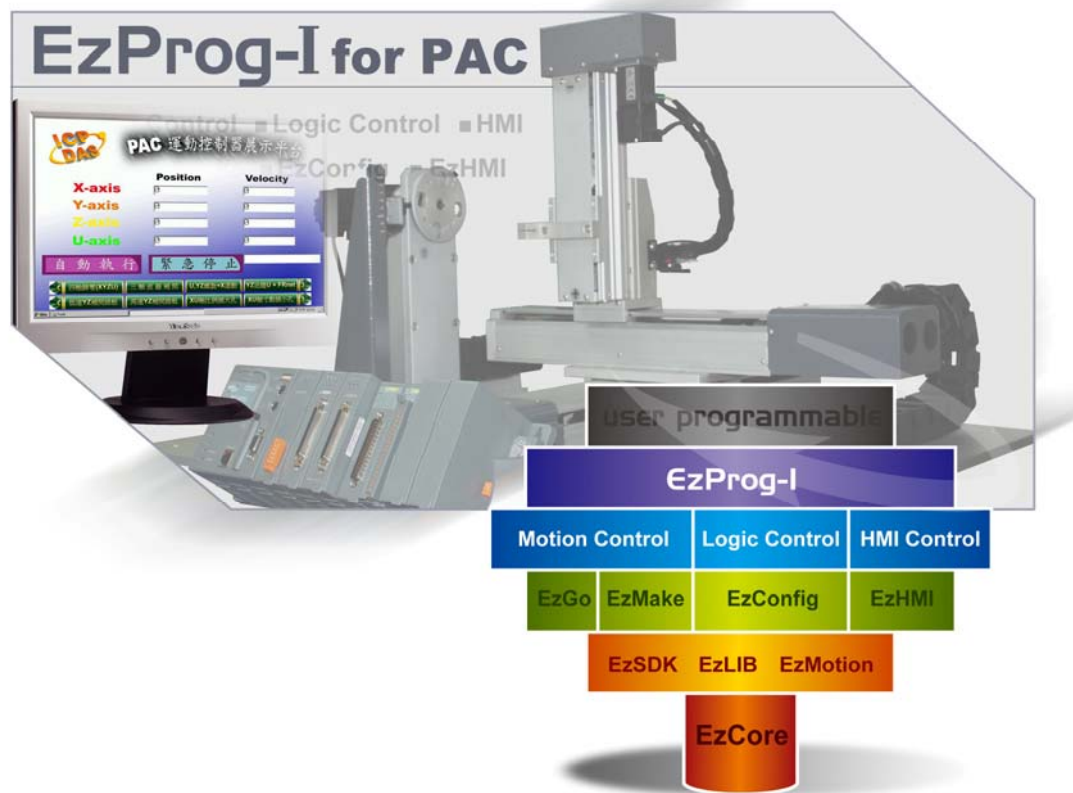 EzProg-I for PAC
Control ■ Logic Control ■ HMI
■ EzConfig ■ EzHMI
ICP
DAS
PAC 運動控制器展示平台
Position Velocity
X-axis
Y-axis
Z-axis
U-axis
自動執行 緊急停止
ViewSonic
user programmable
EzProg-I
Motion Control Logic Control HMI Control
EzGo EzMake EzConfig EzHMI
EzSDK EzLIB EzMotion
EzCore